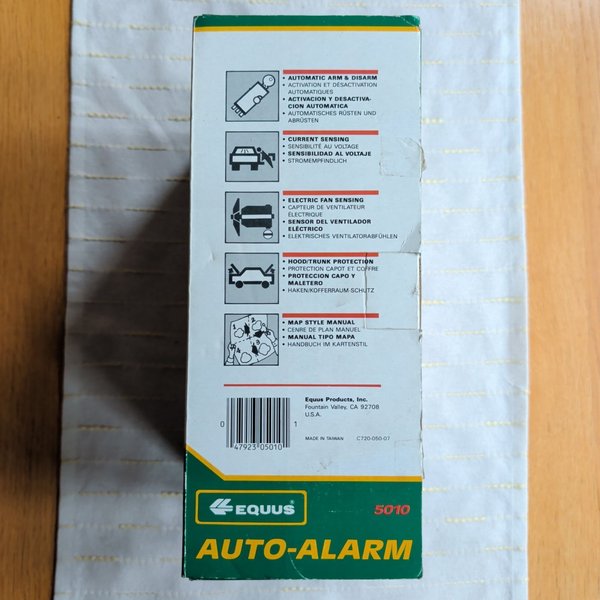 • AUTOMATIC ARM & DISARM
• ACTIVATION ET DÉSACTIVATION
AUTOMATIQUES
• ACTIVACION Y DESACTIVA-
CION AUTOMATICA
• AUTOMATISCHES RÜSTEN UND
ABRÜSTEN
• CURRENT SENSING
• SENSIBILITÉ AU VOLTAGE
• SENSIBILIDAD AL VOLTAJE
• STROMEMPFINDLICH
• ELECTRIC FAN SENSING
• CAPTEUR DE VENTILATEUR
ÉLECTRIQUE
• SENSOR DEL VENTILADOR
ELÉCTRICO
• ELEKTRISCHES VENTILATORABFÜHLEN
• HOOD/TRUNK PROTECTION
• PROTECTION CAPOT ET COFFRE
• PROTECCION CAPO Y
MALETERO
• HAKEN/KOFFERRAUM-SCHUTZ
• MAP STYLE MANUAL
• CENRE DE PLAN MANUEL
• MANUAL TIPO MAPA
• HANDBUCH IM KARTENSTIL
Equus Products, Inc.
Fountain Valley, CA 92708
U.S.A.
0 47923 05010 1
MADE IN TAIWAN C720-050-07
EQUUS®
5010
AUTO-ALARM